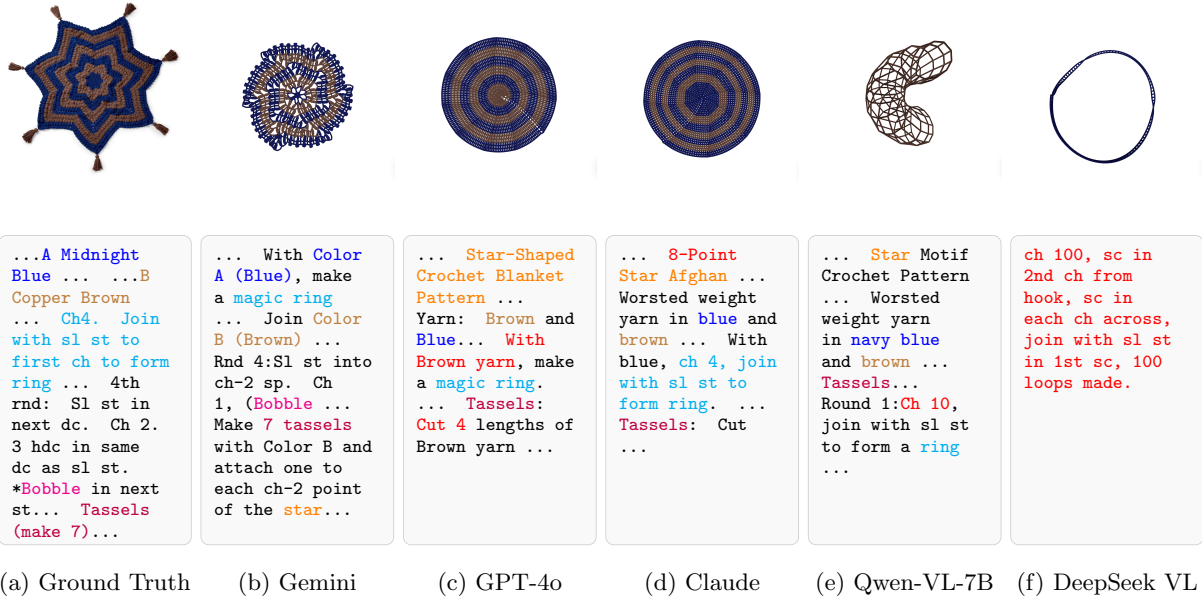 ...A Midnight
Blue ... ...B
Copper Brown
... Ch4. Join
with sl st to
first ch to form
ring ... 4th
rnd: Sl st in
next dc. Ch 2.
3 hdc in same
dc as sl st.
*Bobble in next
st... Tassels
(make 7)...
... With Color
A (Blue), make
a magic ring
... Join Color
B (Brown) ...
Rnd 4:Sl st into
ch-2 sp. Ch
1, (Bobble ...
Make 7 tassels
with Color B and
attach one to
each ch-2 point
of the star...
... Star-Shaped
Crochet Blanket
Pattern ...
Yarn: Brown and
Blue... With
Brown yarn, make
a magic ring.
... Tassels:
Cut 4 lengths of
Brown yarn ...
... 8-Point
Star Afghan ...
Worsted weight
yarn in blue and
brown ... With
blue, ch 4, join
with sl st to
form ring. ...
Tassels: Cut
...
... Star Motif
Crochet Pattern
... Worsted
weight yarn
in navy blue
and brown ...
Tassels...
Round 1:Ch 10,
join with sl st
to form a ring
...
ch 100, sc in
2nd ch from
hook, sc in
each ch across,
join with sl st
in 1st sc, 100
loops made.
(a) Ground Truth
(b) Gemini
(c) GPT-4o
(d) Claude
(e) Qwen-VL-7B
(f) DeepSeek VL